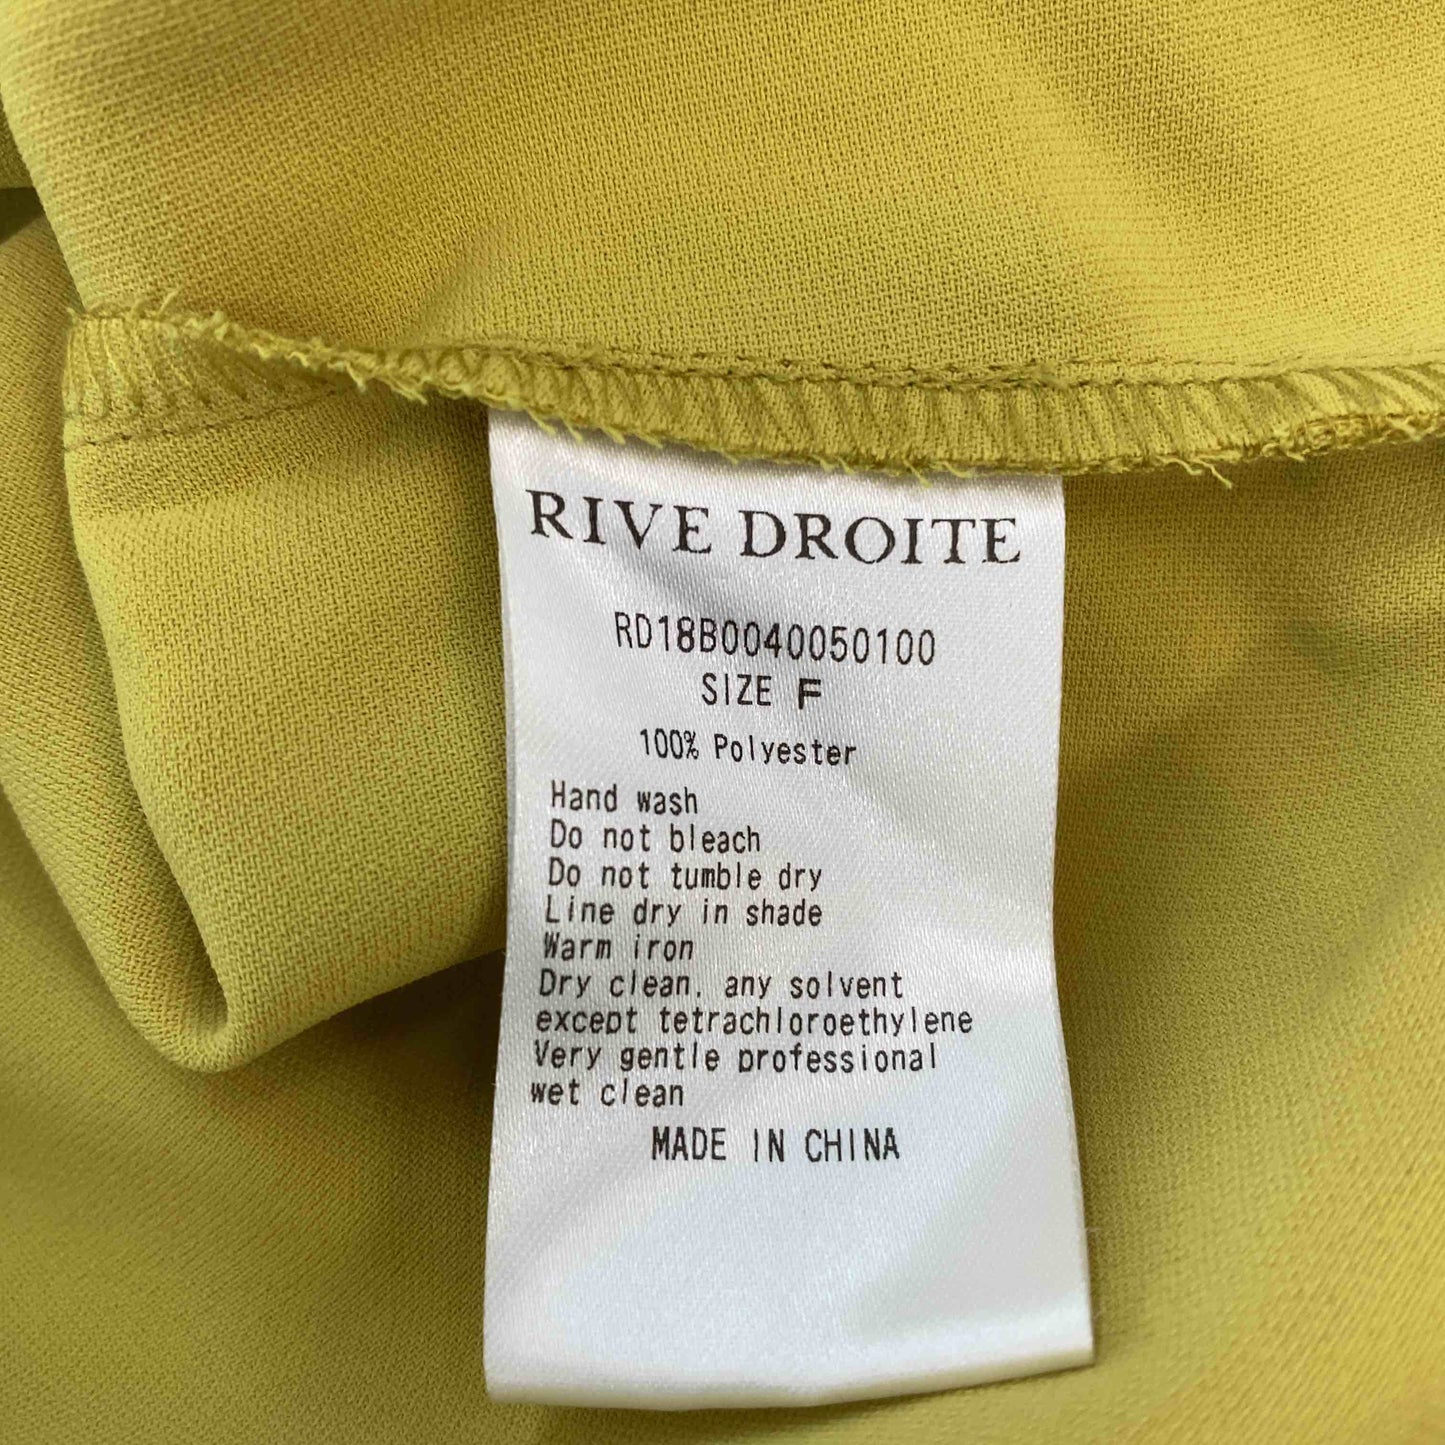 RIVE DROITE
RD18B0040050100
SIZE F
100% Polyester
Hand wash
Do not bleach
Do not tumble dry
Line dry in shade
Warm iron
Dry clean, any solvent
except tetrachloroethylene
Very gentle professional
wet clean
MADE IN CHINA